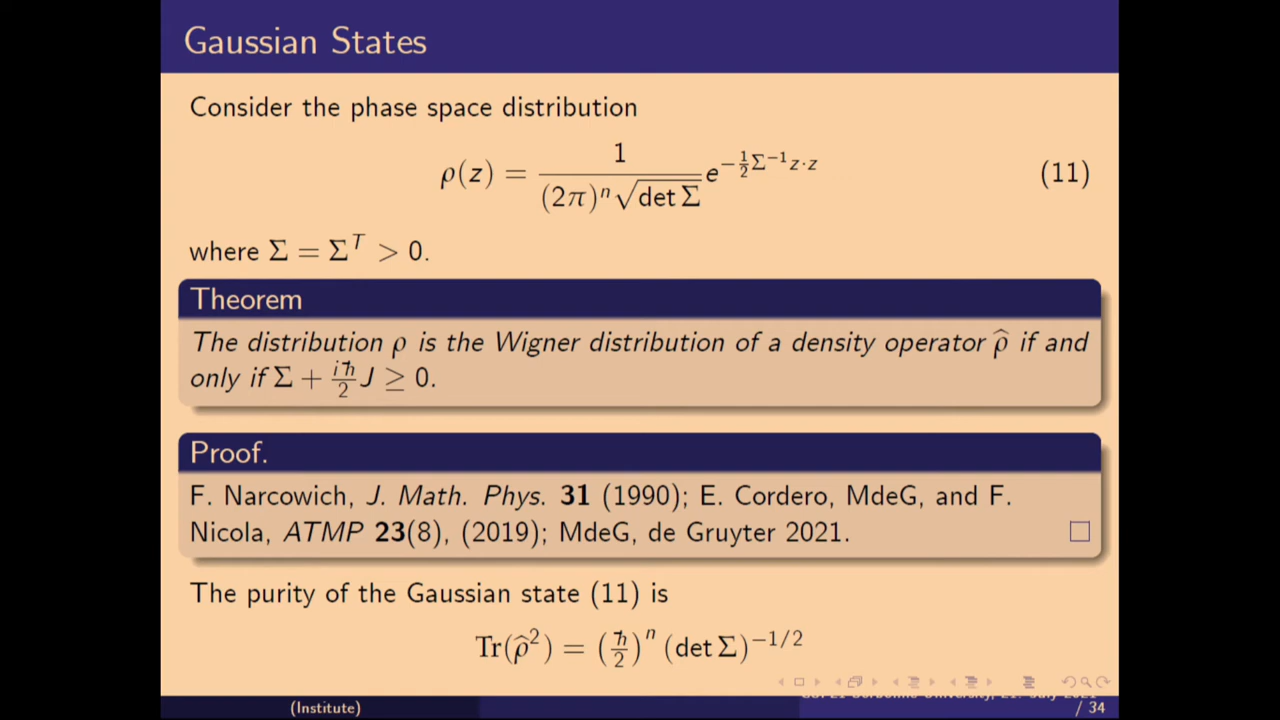 Gaussian States
Consider the phase space distribution
ρ(z) = 1 / ((2π)ⁿ √det Σ) e^{−½Σ⁻¹z·z} (11)
where Σ = Σᵀ > 0.
Theorem
The distribution ρ is the Wigner distribution of a density operator ρ̂ if and
only if Σ + iħ/2 J ≥ 0.
Proof.
F. Narcowich, J. Math. Phys. 31 (1990); E. Cordero, MdeG, and F.
Nicola, ATMP 23(8), (2019); MdeG, de Gruyter 2021. □
The purity of the Gaussian state (11) is
Tr(ρ̂²) = (ħ/2)ⁿ (det Σ)^{−1/2}
(Institute)
/ 34